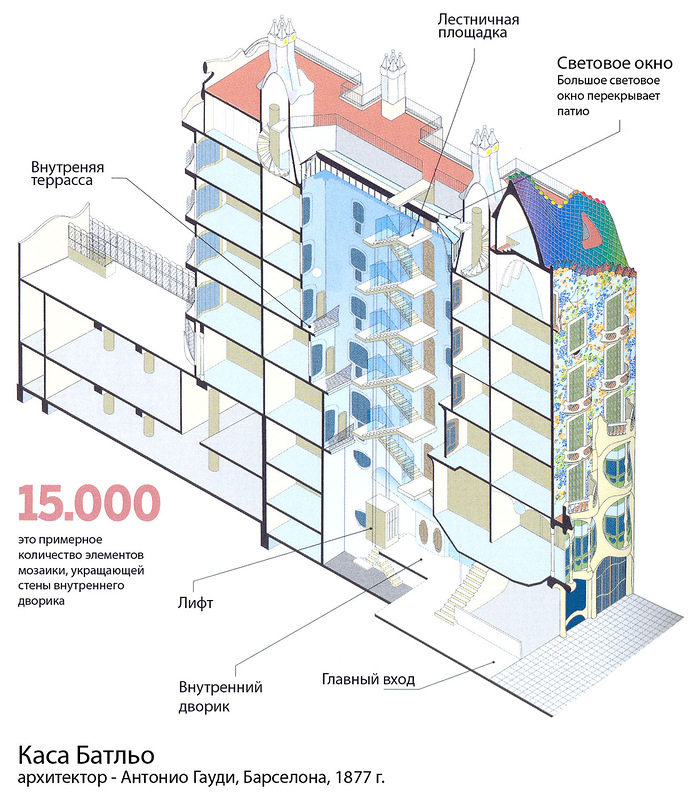 Лестничная
площадка
Световое окно
Большое световое
окно перекрывает
патио
Внутреняя
террасса
15.000
это примерное
количество элементов
мозаики, укращающей
стены внутреннего
дворика
Лифт
Внутренний
дворик
Главный вход
Каса Батльо
архитектор - Антонио Гауди, Барселона, 1877 г.